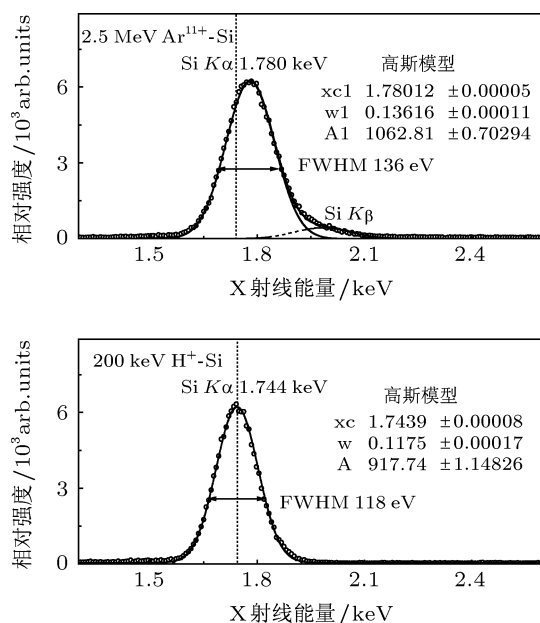 2.5 MeV Ar¹¹⁺-Si
Si Kα 1.780 keV
高斯模型
xc1 1.78012 ±0.00005
w1 0.13616 ±0.00011
A1 1062.81 ±0.70294
FWHM 136 eV
Si Kβ
相对强度/10³arb.units
6
3
0
1.5 1.8 2.1 2.4
X射线能量/keV
200 keV H⁺-Si
Si Kα 1.744 keV
高斯模型
xc 1.7439 ±0.00008
w 0.1175 ±0.00017
A 917.74 ±1.14826
FWHM 118 eV
相对强度/10³arb.units
6
3
0
1.5 1.8 2.1 2.4
X射线能量/keV